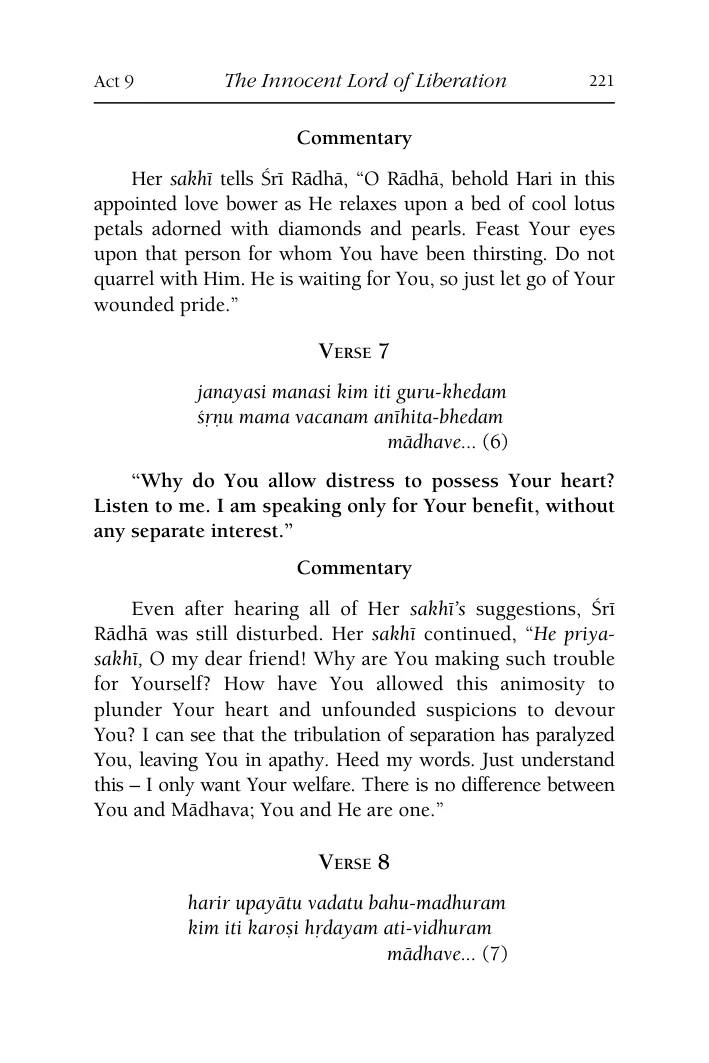 Act 9 The Innocent Lord of Liberation 221
Commentary
Her sakhī tells Śrī Rādhā, “O Rādhā, behold Hari in this
appointed love bower as He relaxes upon a bed of cool lotus
petals adorned with diamonds and pearls. Feast Your eyes
upon that person for whom You have been thirsting. Do not
quarrel with Him. He is waiting for You, so just let go of Your
wounded pride.”
Verse 7
janayasi manasi kim iti guru-khedam
śṛṇu mama vacanam anīhita-bhedam
mādhave... (6)
“Why do You allow distress to possess Your heart?
Listen to me. I am speaking only for Your benefit, without
any separate interest.”
Commentary
Even after hearing all of Her sakhī’s suggestions, Śrī
Rādhā was still disturbed. Her sakhī continued, “He priya-
sakhī, O my dear friend! Why are You making such trouble
for Yourself? How have You allowed this animosity to
plunder Your heart and unfounded suspicions to devour
You? I can see that the tribulation of separation has paralyzed
You, leaving You in apathy. Heed my words. Just understand
this – I only want Your welfare. There is no difference between
You and Mādhava; You and He are one.”
Verse 8
harir upayātu vadatu bahu-madhuram
kim iti karoṣi hṛdayam ati-vidhuram
mādhave... (7)